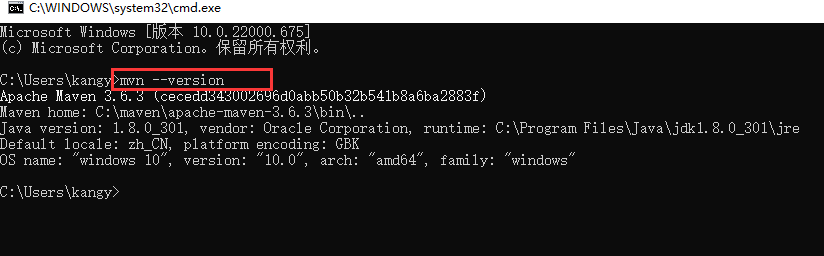 C:\WINDOWS\system32\cmd.exe
Microsoft Windows [版本 10.0.22000.675]
(c) Microsoft Corporation。保留所有权利。
C:\Users\kangy>mvn --version
Apache Maven 3.6.3 (cecedd343002696d0abb50b32b541b8a6ba2883f)
Maven home: C:\maven\apache-maven-3.6.3\bin\..
Java version: 1.8.0_301, vendor: Oracle Corporation, runtime: C:\Program Files\Java\jdk1.8.0_301\jre
Default locale: zh_CN, platform encoding: GBK
OS name: "windows 10", version: "10.0", arch: "amd64", family: "windows"
C:\Users\kangy>